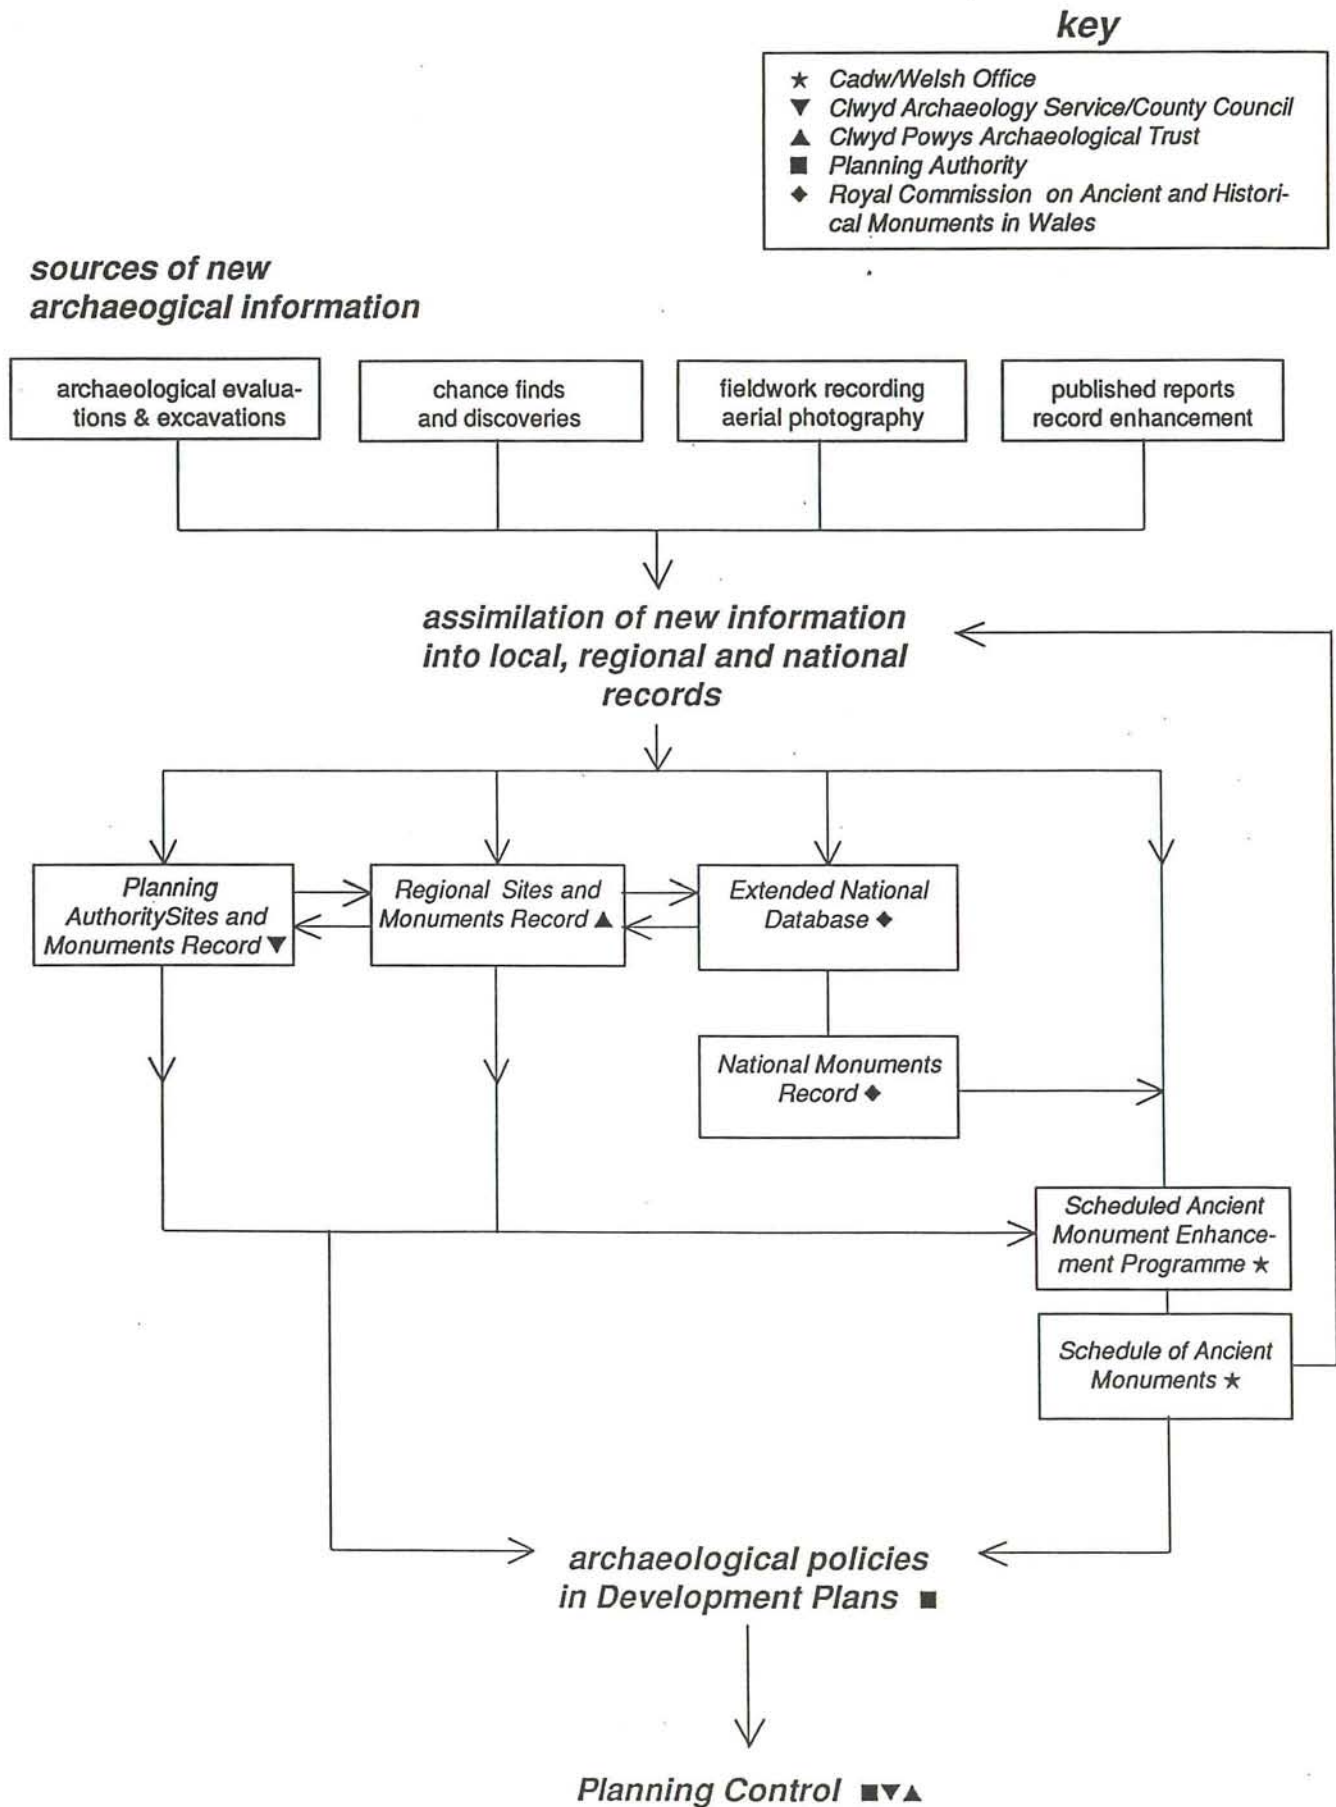 key
★ Cadw/Welsh Office
▼ Clwyd Archaeology Service/County Council
▲ Clwyd Powys Archaeological Trust
■ Planning Authority
◆ Royal Commission on Ancient and Histori-
cal Monuments in Wales
sources of new
archaeogical information
archaeological evalua-
tions & excavations
chance finds
and discoveries
fieldwork recording
aerial photography
published reports
record enhancement
assimilation of new information
into local, regional and national
records
Planning
AuthoritySites and
Monuments Record ▼
Regional Sites and
Monuments Record ▲
Extended National
Database ◆
National Monuments
Record ◆
Scheduled Ancient
Monument Enhance-
ment Programme ★
Schedule of Ancient
Monuments ★
archaeological policies
in Development Plans ■
Planning Control ■▼▲